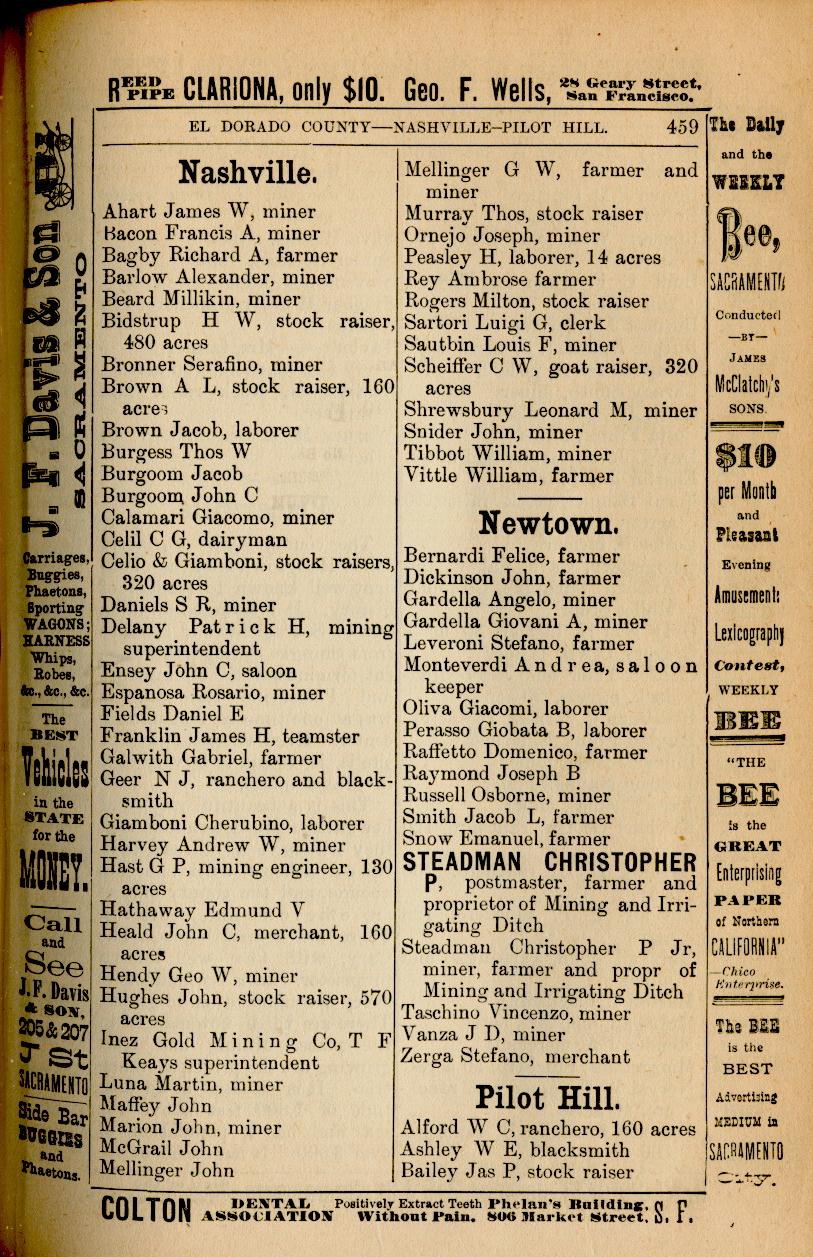 REED PIPE CLARIONA, only $10. Geo. F. Wells, 28 Geary Street, San Francisco.
EL DORADO COUNTY—NASHVILLE–PILOT HILL. 459
J. F. Davis & Son
SACRAMENTO
Carriages,
Buggies,
Phaetons,
Sporting
WAGONS;
HARNESS
Whips,
Robes,
&c., &c., &c.
The
BEST
Vehicles
in the
STATE
for the
MONEY.
Call
and
See
J. F. Davis
& SON,
205 & 207
J St
SACRAMENTO
Side Bar
BUGGIES
and
Phaetons.
Nashville.
Ahart James W, miner
Bacon Francis A, miner
Bagby Richard A, farmer
Barlow Alexander, miner
Beard Millikin, miner
Bidstrup H W, stock raiser,
480 acres
Bronner Serafino, miner
Brown A L, stock raiser, 160
acres
Brown Jacob, laborer
Burgess Thos W
Burgoom Jacob
Burgoom John C
Calamari Giacomo, miner
Celil C G, dairyman
Celio & Giamboni, stock raisers,
320 acres
Daniels S R, miner
Delany Patrick H, mining
superintendent
Ensey John C, saloon
Espanosa Rosario, miner
Fields Daniel E
Franklin James H, teamster
Galwith Gabriel, farmer
Geer N J, ranchero and black-
smith
Giamboni Cherubino, laborer
Harvey Andrew W, miner
Hast G P, mining engineer, 130
acres
Hathaway Edmund V
Heald John C, merchant, 160
acres
Hendy Geo W, miner
Hughes John, stock raiser, 570
acres
Inez Gold Mining Co, T F
Keays superintendent
Luna Martin, miner
Maffey John
Marion John, miner
McGrail John
Mellinger John
Mellinger G W, farmer and
miner
Murray Thos, stock raiser
Ornejo Joseph, miner
Peasley H, laborer, 14 acres
Rey Ambrose farmer
Rogers Milton, stock raiser
Sartori Luigi G, clerk
Sautbin Louis F, miner
Scheiffer C W, goat raiser, 320
acres
Shrewsbury Leonard M, miner
Snider John, miner
Tibbot William, miner
Vittle William, farmer
Newtown.
Bernardi Felice, farmer
Dickinson John, farmer
Gardella Angelo, miner
Gardella Giovani A, miner
Leveroni Stefano, farmer
Monteverdi Andrea, saloon
keeper
Oliva Giacomi, laborer
Perasso Giobata B, laborer
Raffetto Domenico, farmer
Raymond Joseph B
Russell Osborne, miner
Smith Jacob L, farmer
Snow Emanuel, farmer
STEADMAN CHRISTOPHER
P, postmaster, farmer and
proprietor of Mining and Irri-
gating Ditch
Steadman Christopher P Jr,
miner, farmer and propr of
Mining and Irrigating Ditch
Taschino Vincenzo, miner
Vanza J D, miner
Zerga Stefano, merchant
Pilot Hill.
Alford W C, ranchero, 160 acres
Ashley W E, blacksmith
Bailey Jas P, stock raiser
The Daily
and the
WEEKLY
Bee,
SACRAMENTO
Conducted
—BY—
JAMES
McClatchy's
SONS.
$10
per Month
and
Pleasant
Evening
Amusement:
Lexicography
Contest,
WEEKLY
BEE
"THE
BEE
is the
GREAT
Enterprising
PAPER
of Northern
CALIFORNIA"
—Chico
Enterprise.
The BEE
is the
BEST
Advertising
MEDIUM in
SACRAMENTO
City.
COLTON DENTAL ASSOCIATION Positively Extract Teeth Without Pain. Phelan's Building, 806 Market Street, S. F.